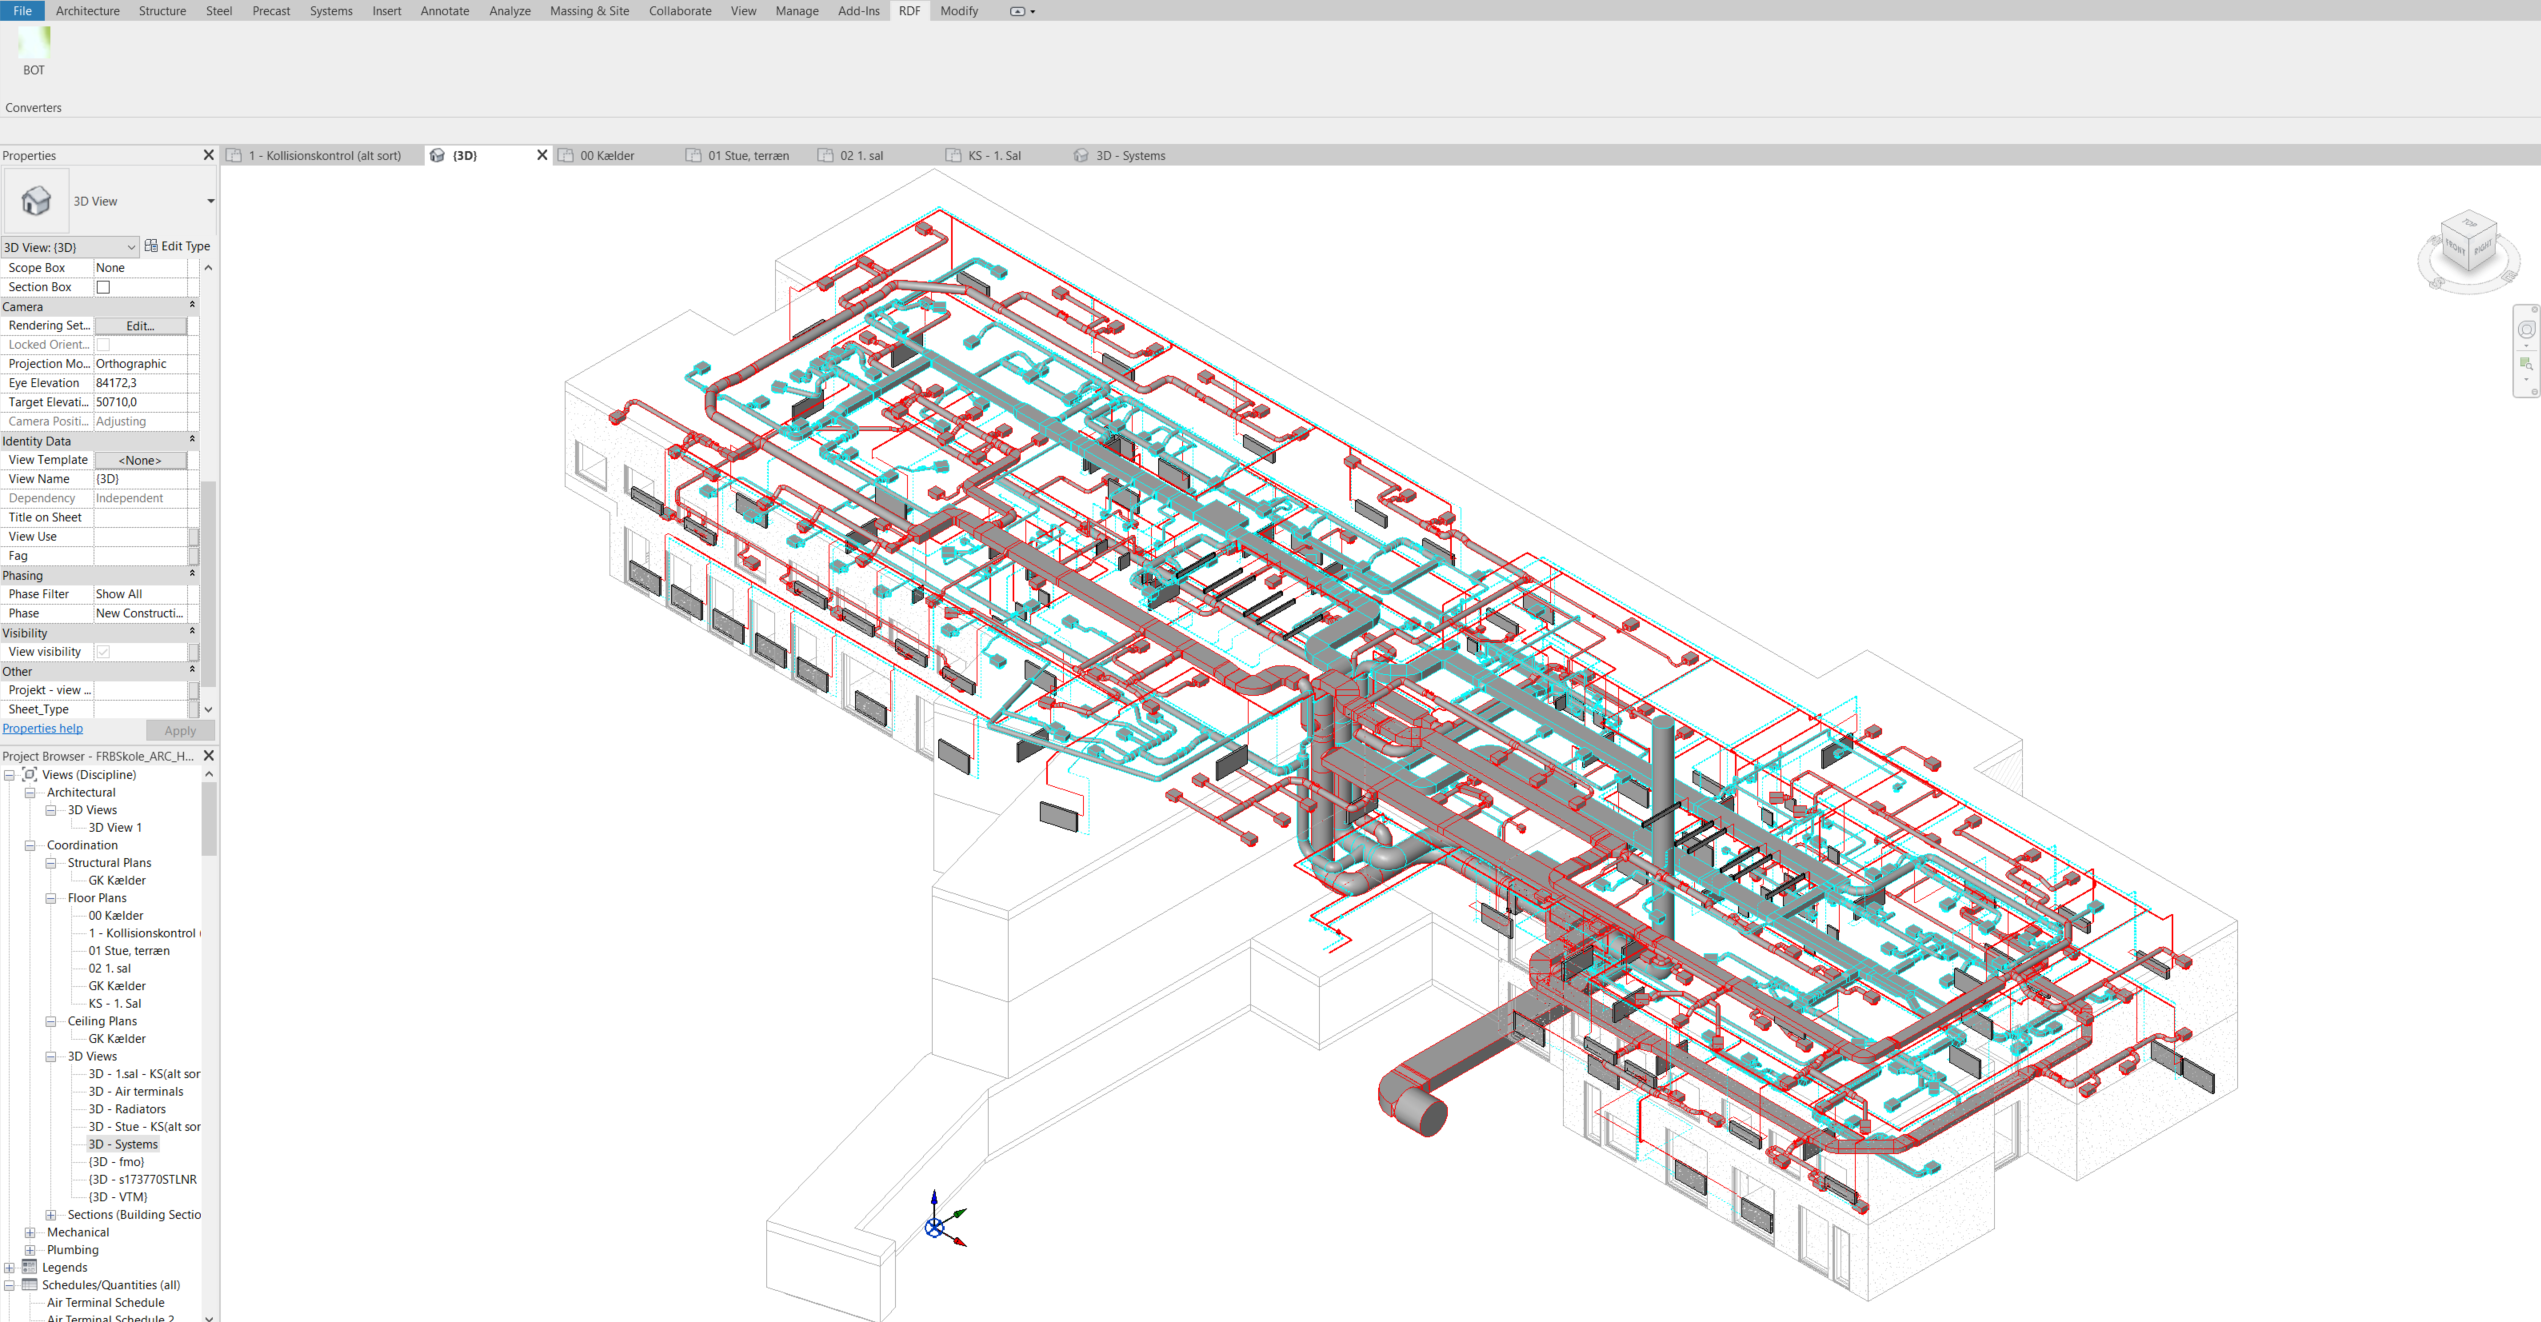 File Architecture Structure Steel Precast Systems Insert Annotate Analyze Massing & Site Collaborate View Manage Add-Ins RDF Modify
BOT
Converters
Properties
1 - Kollisionskontrol (alt sort) {3D} 00 Kælder 01 Stue, terræn 02 1. sal KS - 1. Sal 3D - Systems
3D View
3D View: {3D} Edit Type
Scope Box None
Section Box
Camera
Rendering Set... Edit...
Locked Orient...
Projection Mo... Orthographic
Eye Elevation 84172,3
Target Elevati... 50710,0
Camera Positi... Adjusting
Identity Data
View Template <None>
View Name {3D}
Dependency Independent
Title on Sheet
View Use
Fag
Phasing
Phase Filter Show All
Phase New Constructi...
Visibility
View visibility
Other
Projekt - view ...
Sheet_Type
Properties help Apply
Project Browser - FRBSkole_ARC_H...
Views (Discipline)
Architectural
3D Views
3D View 1
Coordination
Structural Plans
GK Kælder
Floor Plans
00 Kælder
1 - Kollisionskontrol (
01 Stue, terræn
02 1. sal
GK Kælder
KS - 1. Sal
Ceiling Plans
GK Kælder
3D Views
3D - 1.sal - KS(alt sor
3D - Air terminals
3D - Radiators
3D - Stue - KS(alt sor
3D - Systems
{3D - fmo}
{3D - s173770STLNR
{3D - VTM}
Sections (Building Sectio
Mechanical
Plumbing
Legends
Schedules/Quantities (all)
Air Terminal Schedule
Air Terminal Schedule 2
TOP
FRONT RIGHT